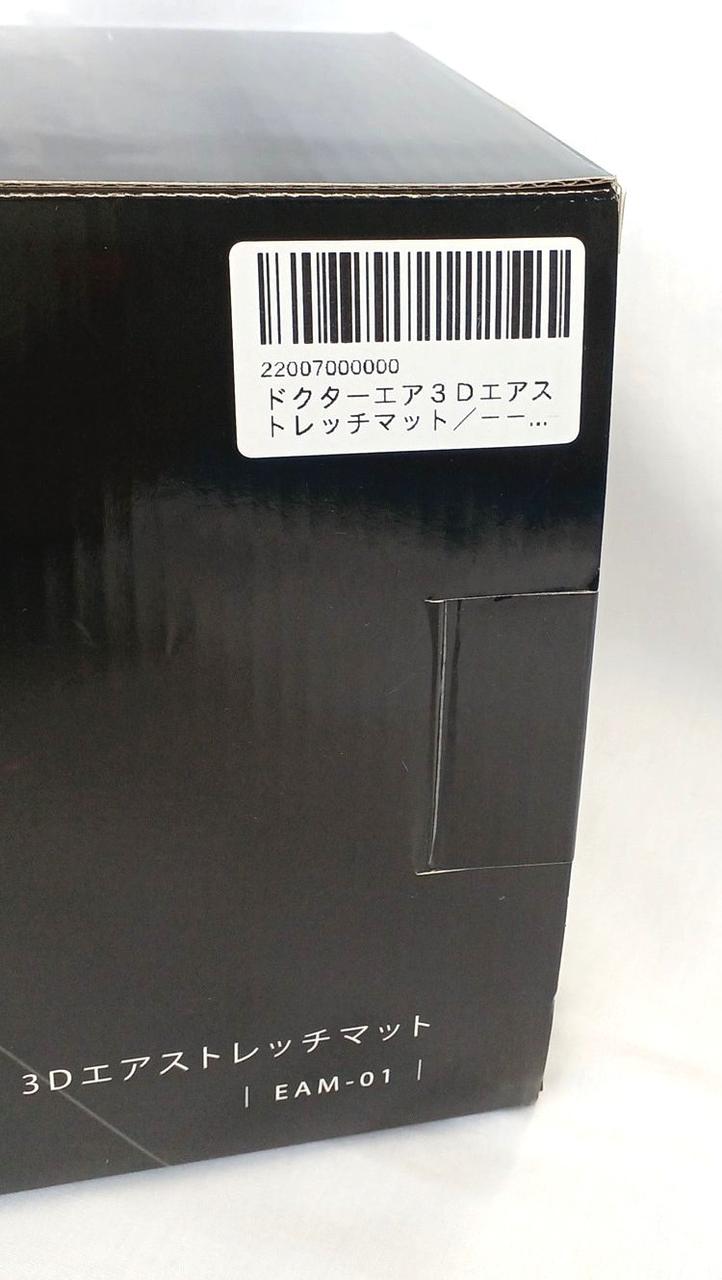 22007000000
ドクターエア3Dエアス
トレッチマット／ーー…
3Dエアストレッチマット
| EAM-01 |